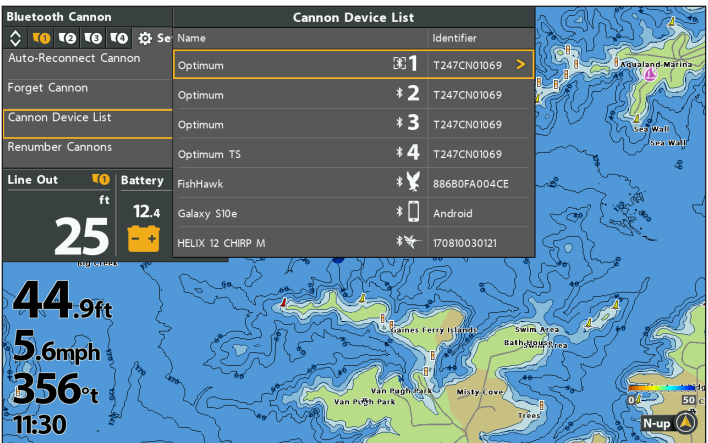 Bluetooth Cannon
1 2 3 4 Se
Auto-Reconnect Cannon
Forget Cannon
Cannon Device List
Renumber Cannons
Cannon Device List
Name Identifier
Optimum 1 T247CN01069 >
Optimum 2 T247CN01069
Optimum 3 T247CN01069
Optimum TS 4 T247CN01069
FishHawk 886B0FA004CE
Galaxy S10e Android
HELIX 12 CHIRP M 170810030121
Line Out 1 Battery
ft
25 12.4
- +
44.9ft
5.6mph
356°t
11:30
Aqualand Marina
Sea Wall
Sea Wall
Big Creek
Gaines Ferry Islands
Swim Area
Bath House
Van Pugh Park
Van Pugh Park
Misty Cove
Trees
0 50
N-up